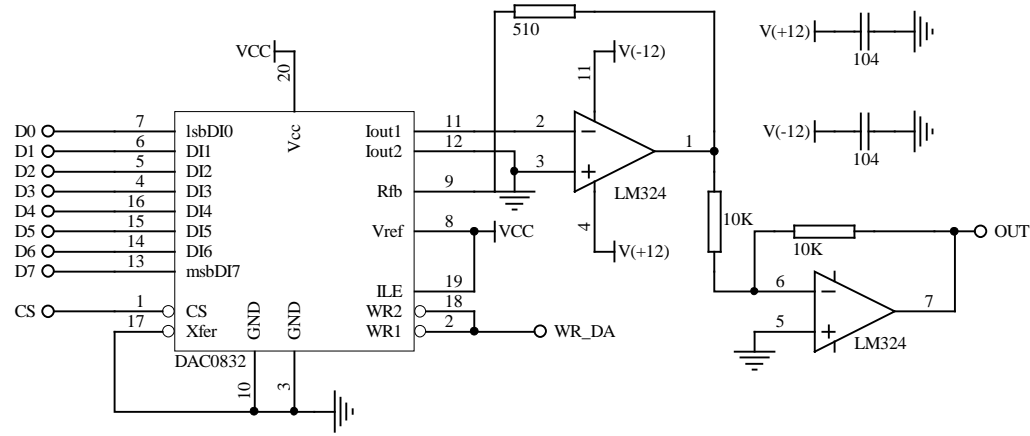 510
V(-12)
11
V(+12)
104
VCC
20
Vcc
D0 7 lsbDI0 Iout1 11 2
V(-12)
104
D1 6 DI1 Iout2 12 1
D2 5 DI2 3
D3 4 DI3 Rfb 9 LM324
D4 16 DI4
D5 15 DI5 Vref 8 VCC 4 10K 10K OUT
D6 14 DI6 V(+12)
D7 13 msbDI7
ILE 19 6
CS 1 CS GND GND WR2 18 7
17 Xfer WR1 2 WR_DA 5
DAC0832 LM324
10 3